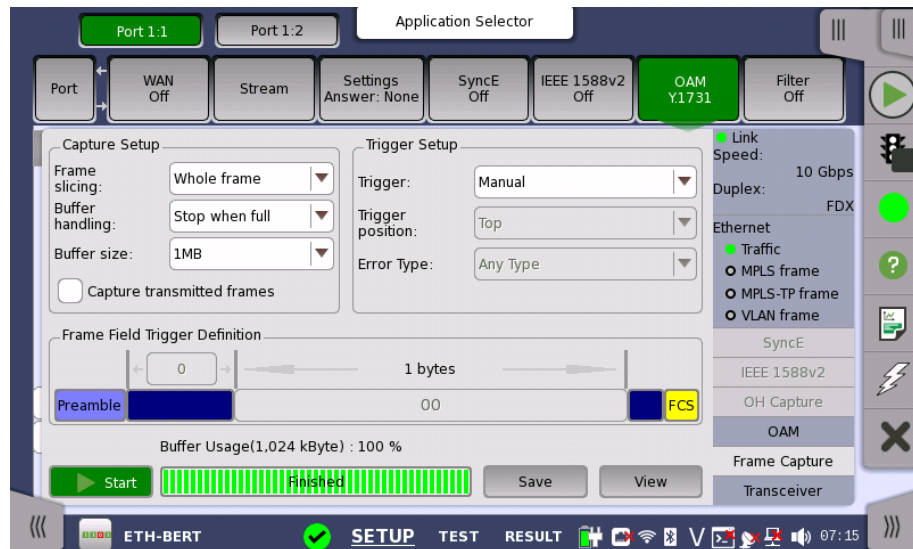 Application Selector
Port 1:1
Port 1:2
Port
WAN
Off
Stream
Settings
Answer: None
SyncE
Off
IEEE 1588v2
Off
OAM
Y.1731
Filter
Off
Capture Setup
Frame
slicing:
Whole frame
Buffer
handling:
Stop when full
Buffer size:
1MB
Capture transmitted frames
Trigger Setup
Trigger:
Manual
Trigger
position:
Top
Error Type:
Any Type
Link
Speed:
10 Gbps
Duplex:
FDX
Ethernet
Traffic
MPLS frame
MPLS-TP frame
VLAN frame
SyncE
IEEE 1588v2
OH Capture
OAM
Frame Capture
Transceiver
Frame Field Trigger Definition
0
1 bytes
Preamble
00
FCS
Buffer Usage(1,024 kByte) : 100 %
Start
Finished
Save
View
ETH-BERT
SETUP
TEST
RESULT
07:15